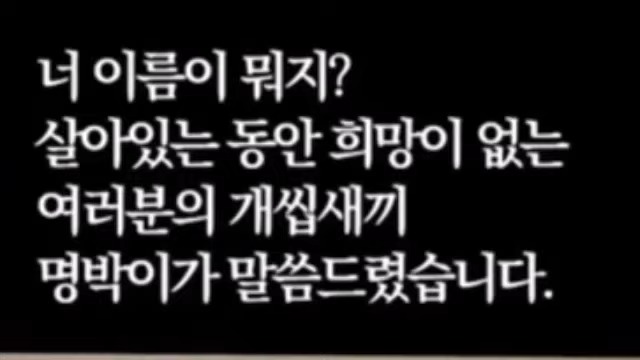 너 이름이 뭐지?
살아있는 동안 희망이 없는
여러분의 개씹새끼
명박이가 말씀드렸습니다.